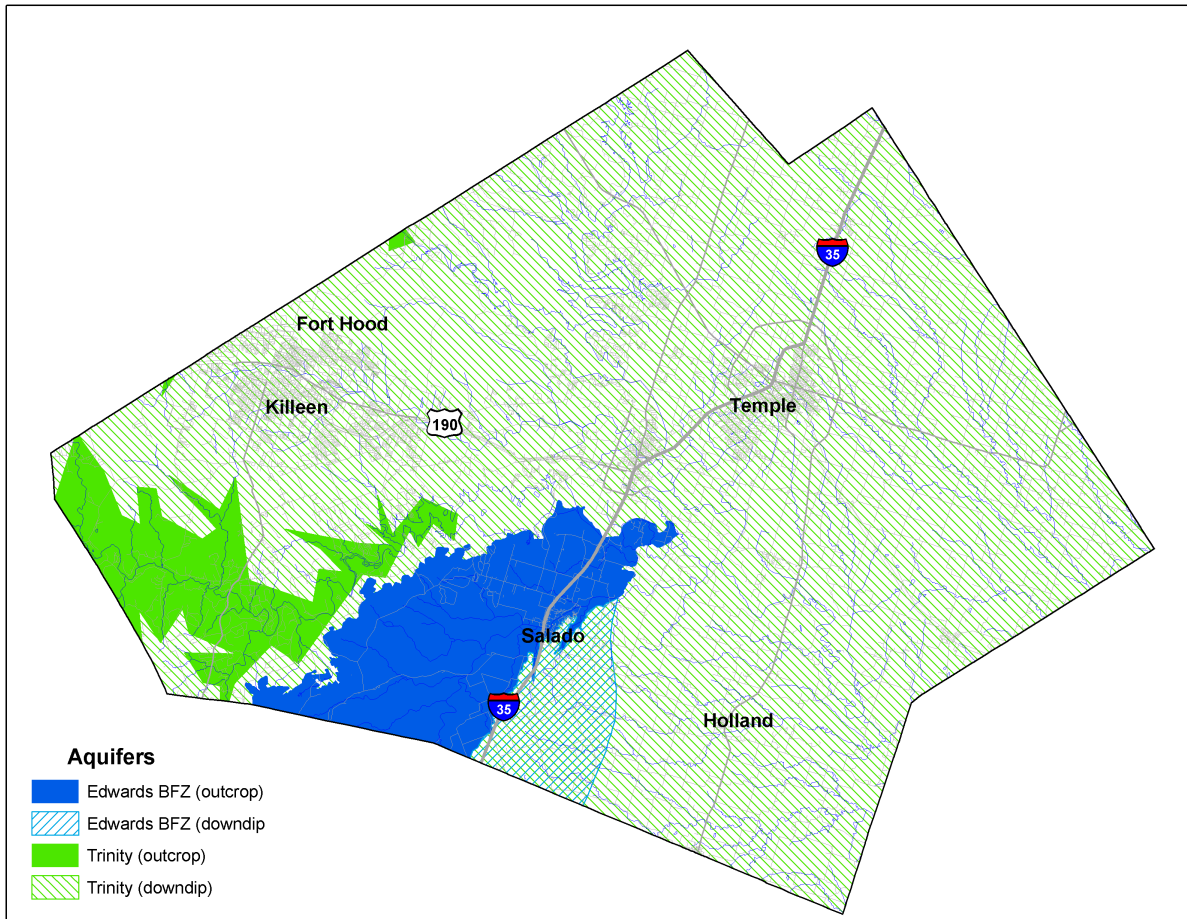 35
Fort Hood
Killeen
190
Temple
Salado
35
Holland
Aquifers
Edwards BFZ (outcrop)
Edwards BFZ (downdip
Trinity (outcrop)
Trinity (downdip)